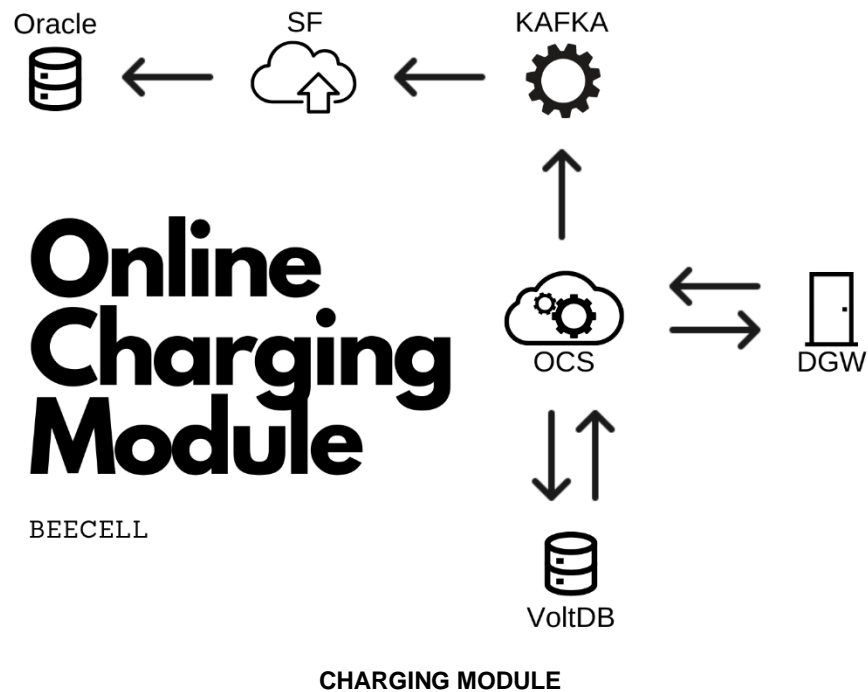 Oracle
SF
KAFKA
Online
Charging
Module
BEECELL
OCS
DGW
VoltDB
CHARGING MODULE